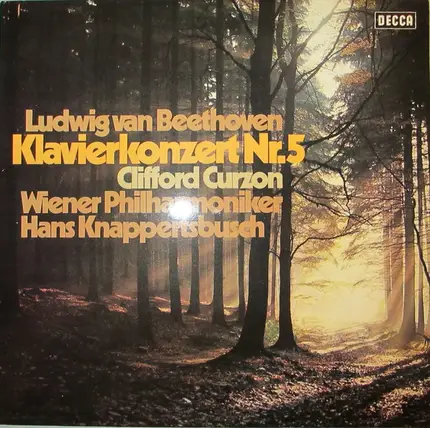 DECCA
Ludwig van Beethoven
Klavierkonzert Nr.5
Clifford Curzon
Wiener Philharmoniker
Hans Knappertsbusch